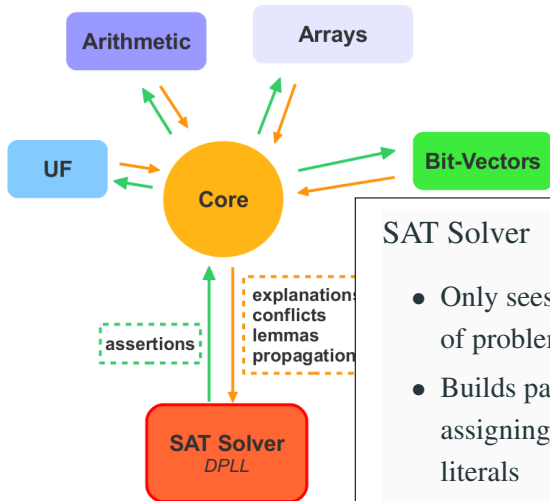 Arithmetic
Arrays
UF
Core
Bit-Vectors
assertions
explanations
conflicts
lemmas
propagation
SAT Solver
DPLL
SAT Solver
• Only sees
of problem
• Builds pa
assigning
literals